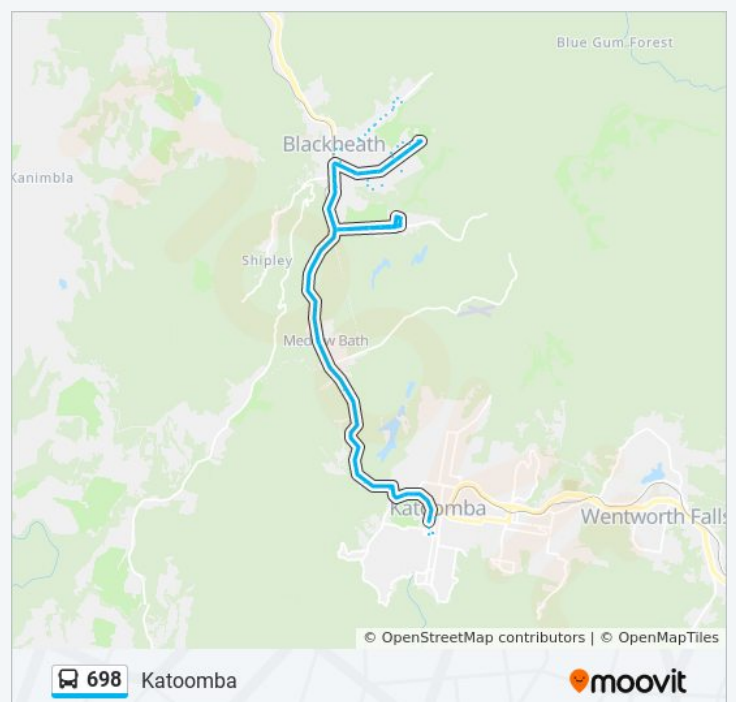 Blue Gum Forest
Blackheath
Kanimbla
Shipley
Medlow Bath
Katoomba
Wentworth Falls
© OpenStreetMap contributors | © OpenMapTiles
698 Katoomba
moovit